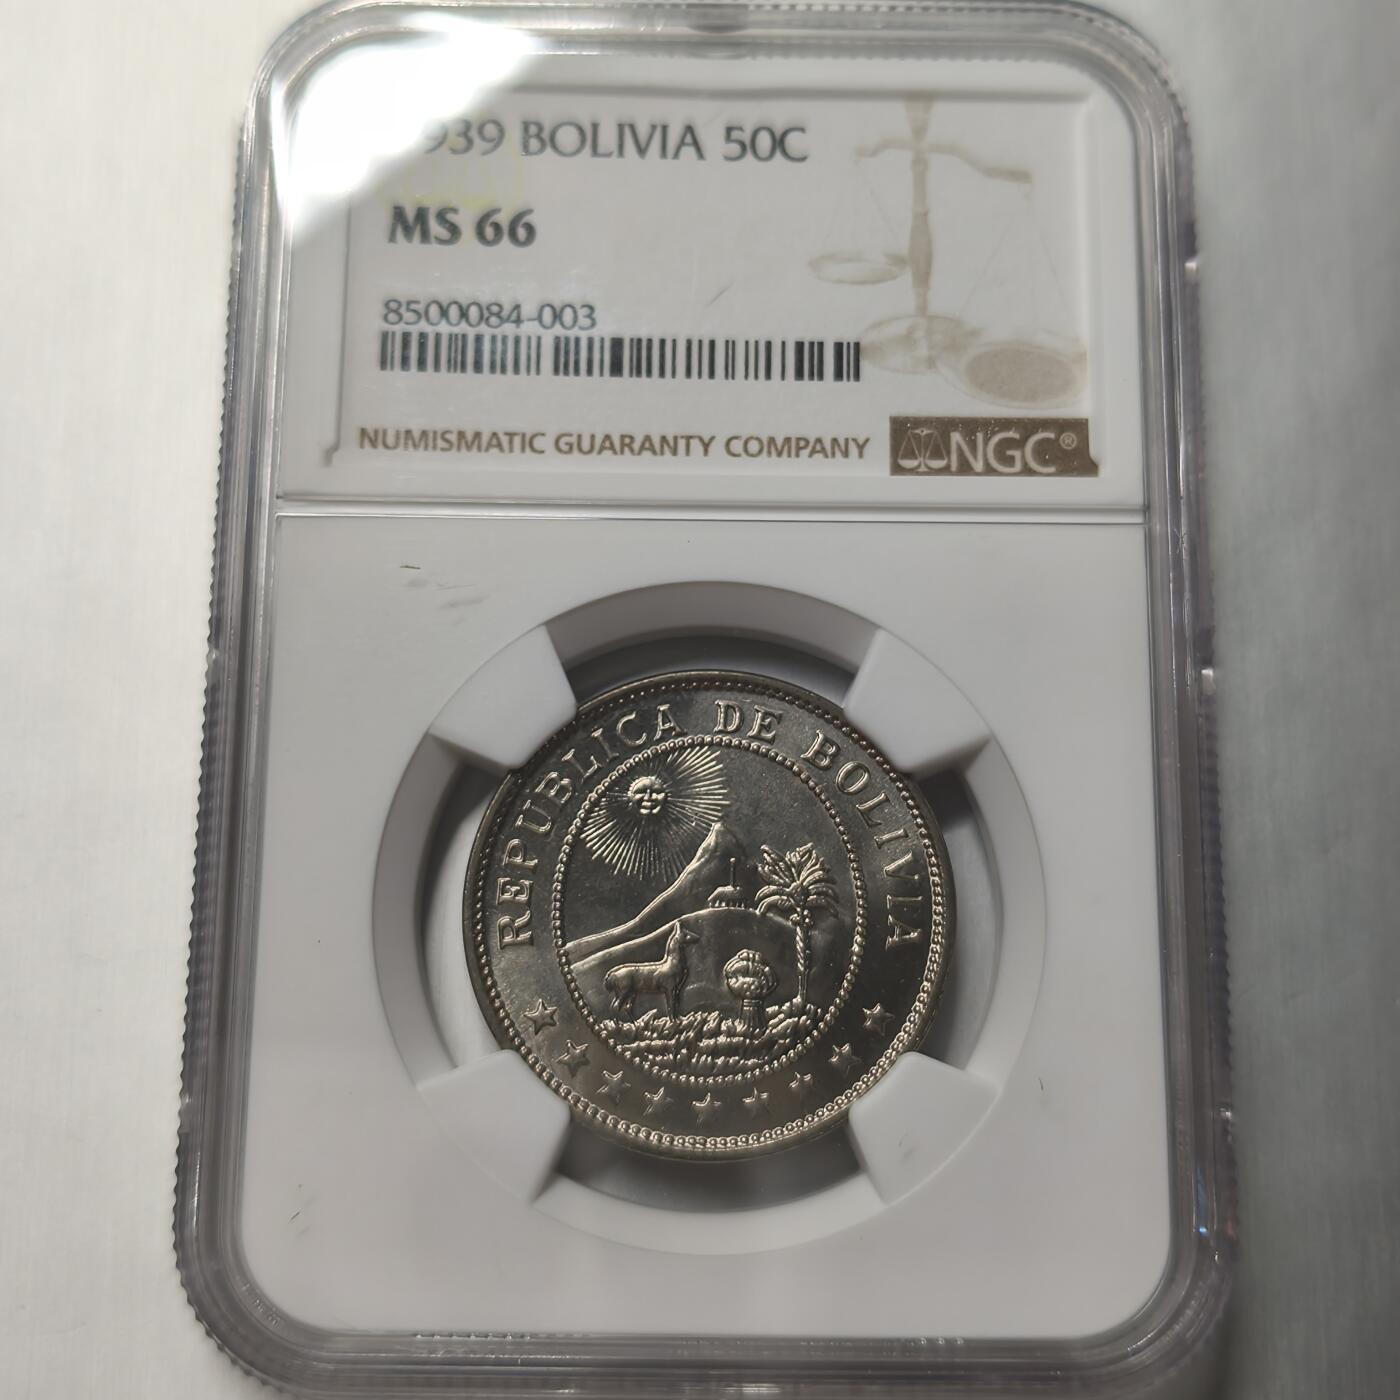 939 BOLIVIA 50C
MS 66
8500084-003
NUMISMATIC GUARANTY COMPANY
NGC®
REPUBLICA DE BOLIVIA